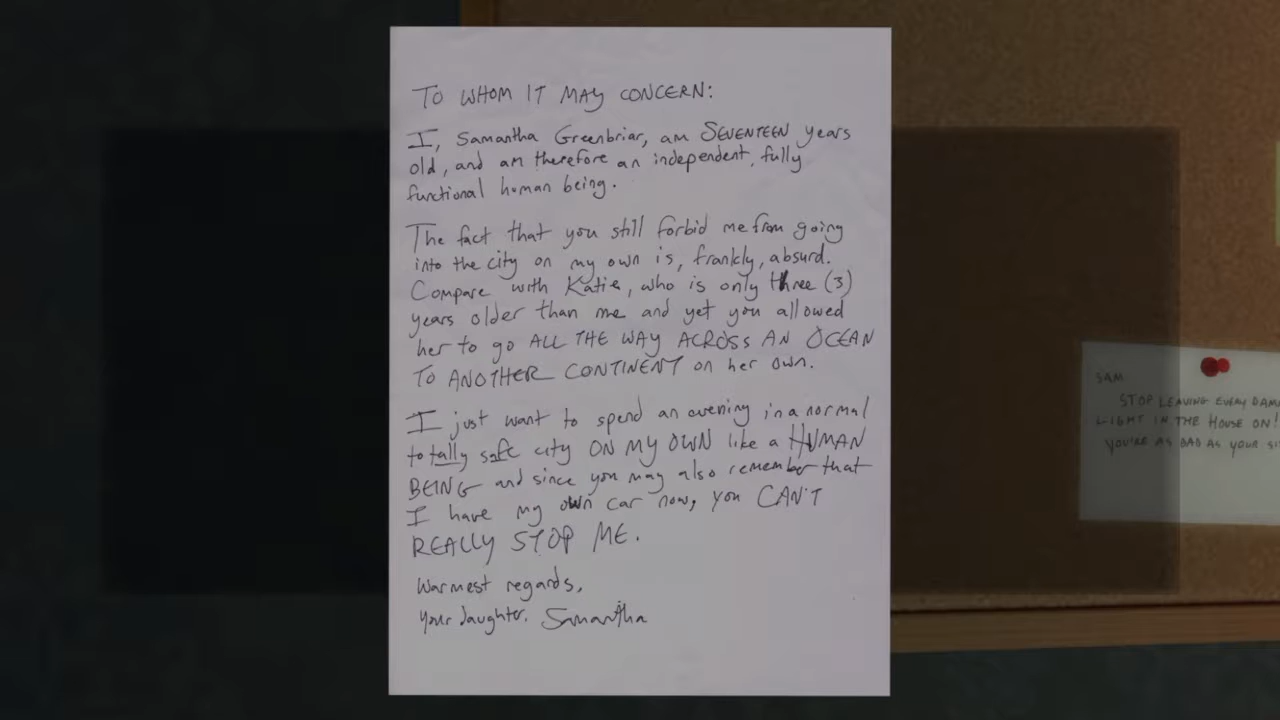 TO WHOM IT MAY CONCERN:
I, Samantha Greenbriar, am SEVENTEEN years
old, and am therefore an independent, fully
functional human being.
The fact that you still forbid me from going
into the city on my own is, frankly, absurd.
Compare with Katie, who is only three (3)
years older than me and yet you allowed
her to go ALL THE WAY ACROSS AN OCEAN
TO ANOTHER CONTINENT on her own.
I just want to spend an evening in a normal
totally safe city ON MY OWN like a HUMAN
BEING and since you may also remember that
I have my own car now, you CAN'T
REALLY STOP ME.
Warmest regards,
Your daughter, Samantha
SAM
STOP LEAVING EVERY DAM
LIGHT IN THE HOUSE ON!
YOU'RE AS BAD AS YOUR